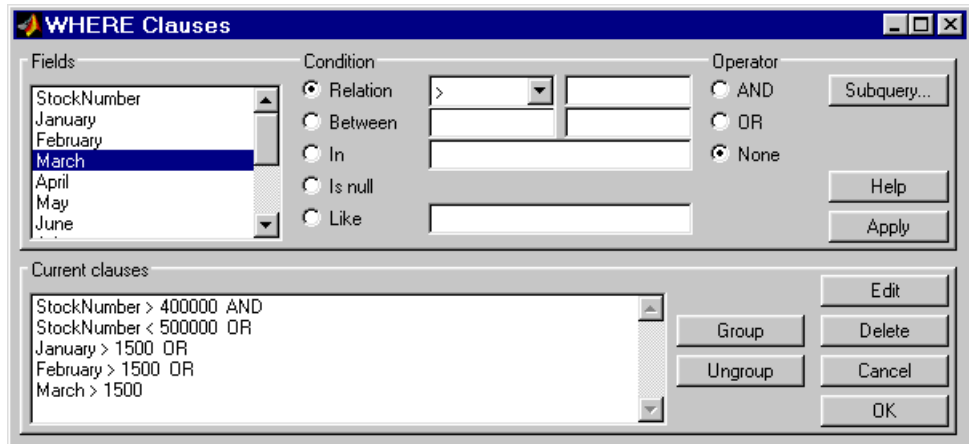 WHERE Clauses
Fields
StockNumber
January
February
March
April
May
June
Condition
Relation >
Between
In
Is null
Like
Operator
AND
OR
None
Subquery...
Help
Apply
Current clauses
StockNumber > 400000 AND
StockNumber < 500000 OR
January > 1500 OR
February > 1500 OR
March > 1500
Group
Ungroup
Edit
Delete
Cancel
OK